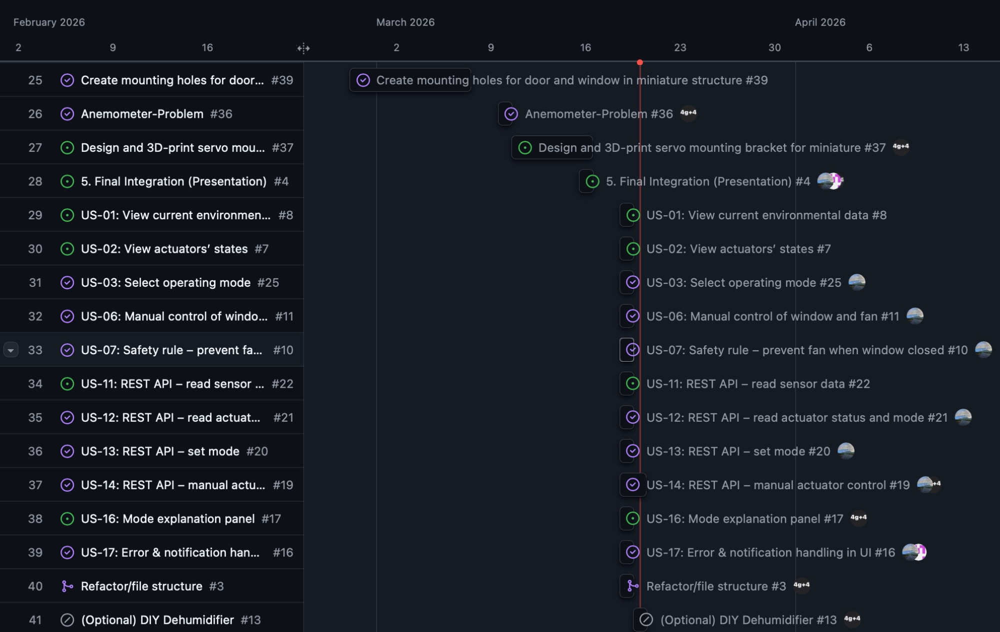 February 2026 March 2026 April 2026
2 9 16 2 9 16 23 30 6 13
25 Create mounting holes for door... #39 Create mounting holes for door and window in miniature structure #39
26 Anemometer-Problem #36 Anemometer-Problem #36 4g+4
27 Design and 3D-print servo mou... #37 Design and 3D-print servo mounting bracket for miniature #37 4g+4
28 5. Final Integration (Presentation) #4 5. Final Integration (Presentation) #4
29 US-01: View current environmen... #8 US-01: View current environmental data #8
30 US-02: View actuators’ states #7 US-02: View actuators’ states #7
31 US-03: Select operating mode #25 US-03: Select operating mode #25
32 US-06: Manual control of windo... #11 US-06: Manual control of window and fan #11
33 US-07: Safety rule – prevent fa... #10 US-07: Safety rule – prevent fan when window closed #10
34 US-11: REST API – read sensor ... #22 US-11: REST API – read sensor data #22
35 US-12: REST API – read actuat... #21 US-12: REST API – read actuator status and mode #21
36 US-13: REST API – set mode #20 US-13: REST API – set mode #20
37 US-14: REST API – manual actu... #19 US-14: REST API – manual actuator control #19 +4
38 US-16: Mode explanation panel #17 US-16: Mode explanation panel #17 4g+4
39 US-17: Error & notification han... #16 US-17: Error & notification handling in UI #16
40 Refactor/file structure #3 Refactor/file structure #3 4g+4
41 (Optional) DIY Dehumidifier #13 (Optional) DIY Dehumidifier #13 4g+4